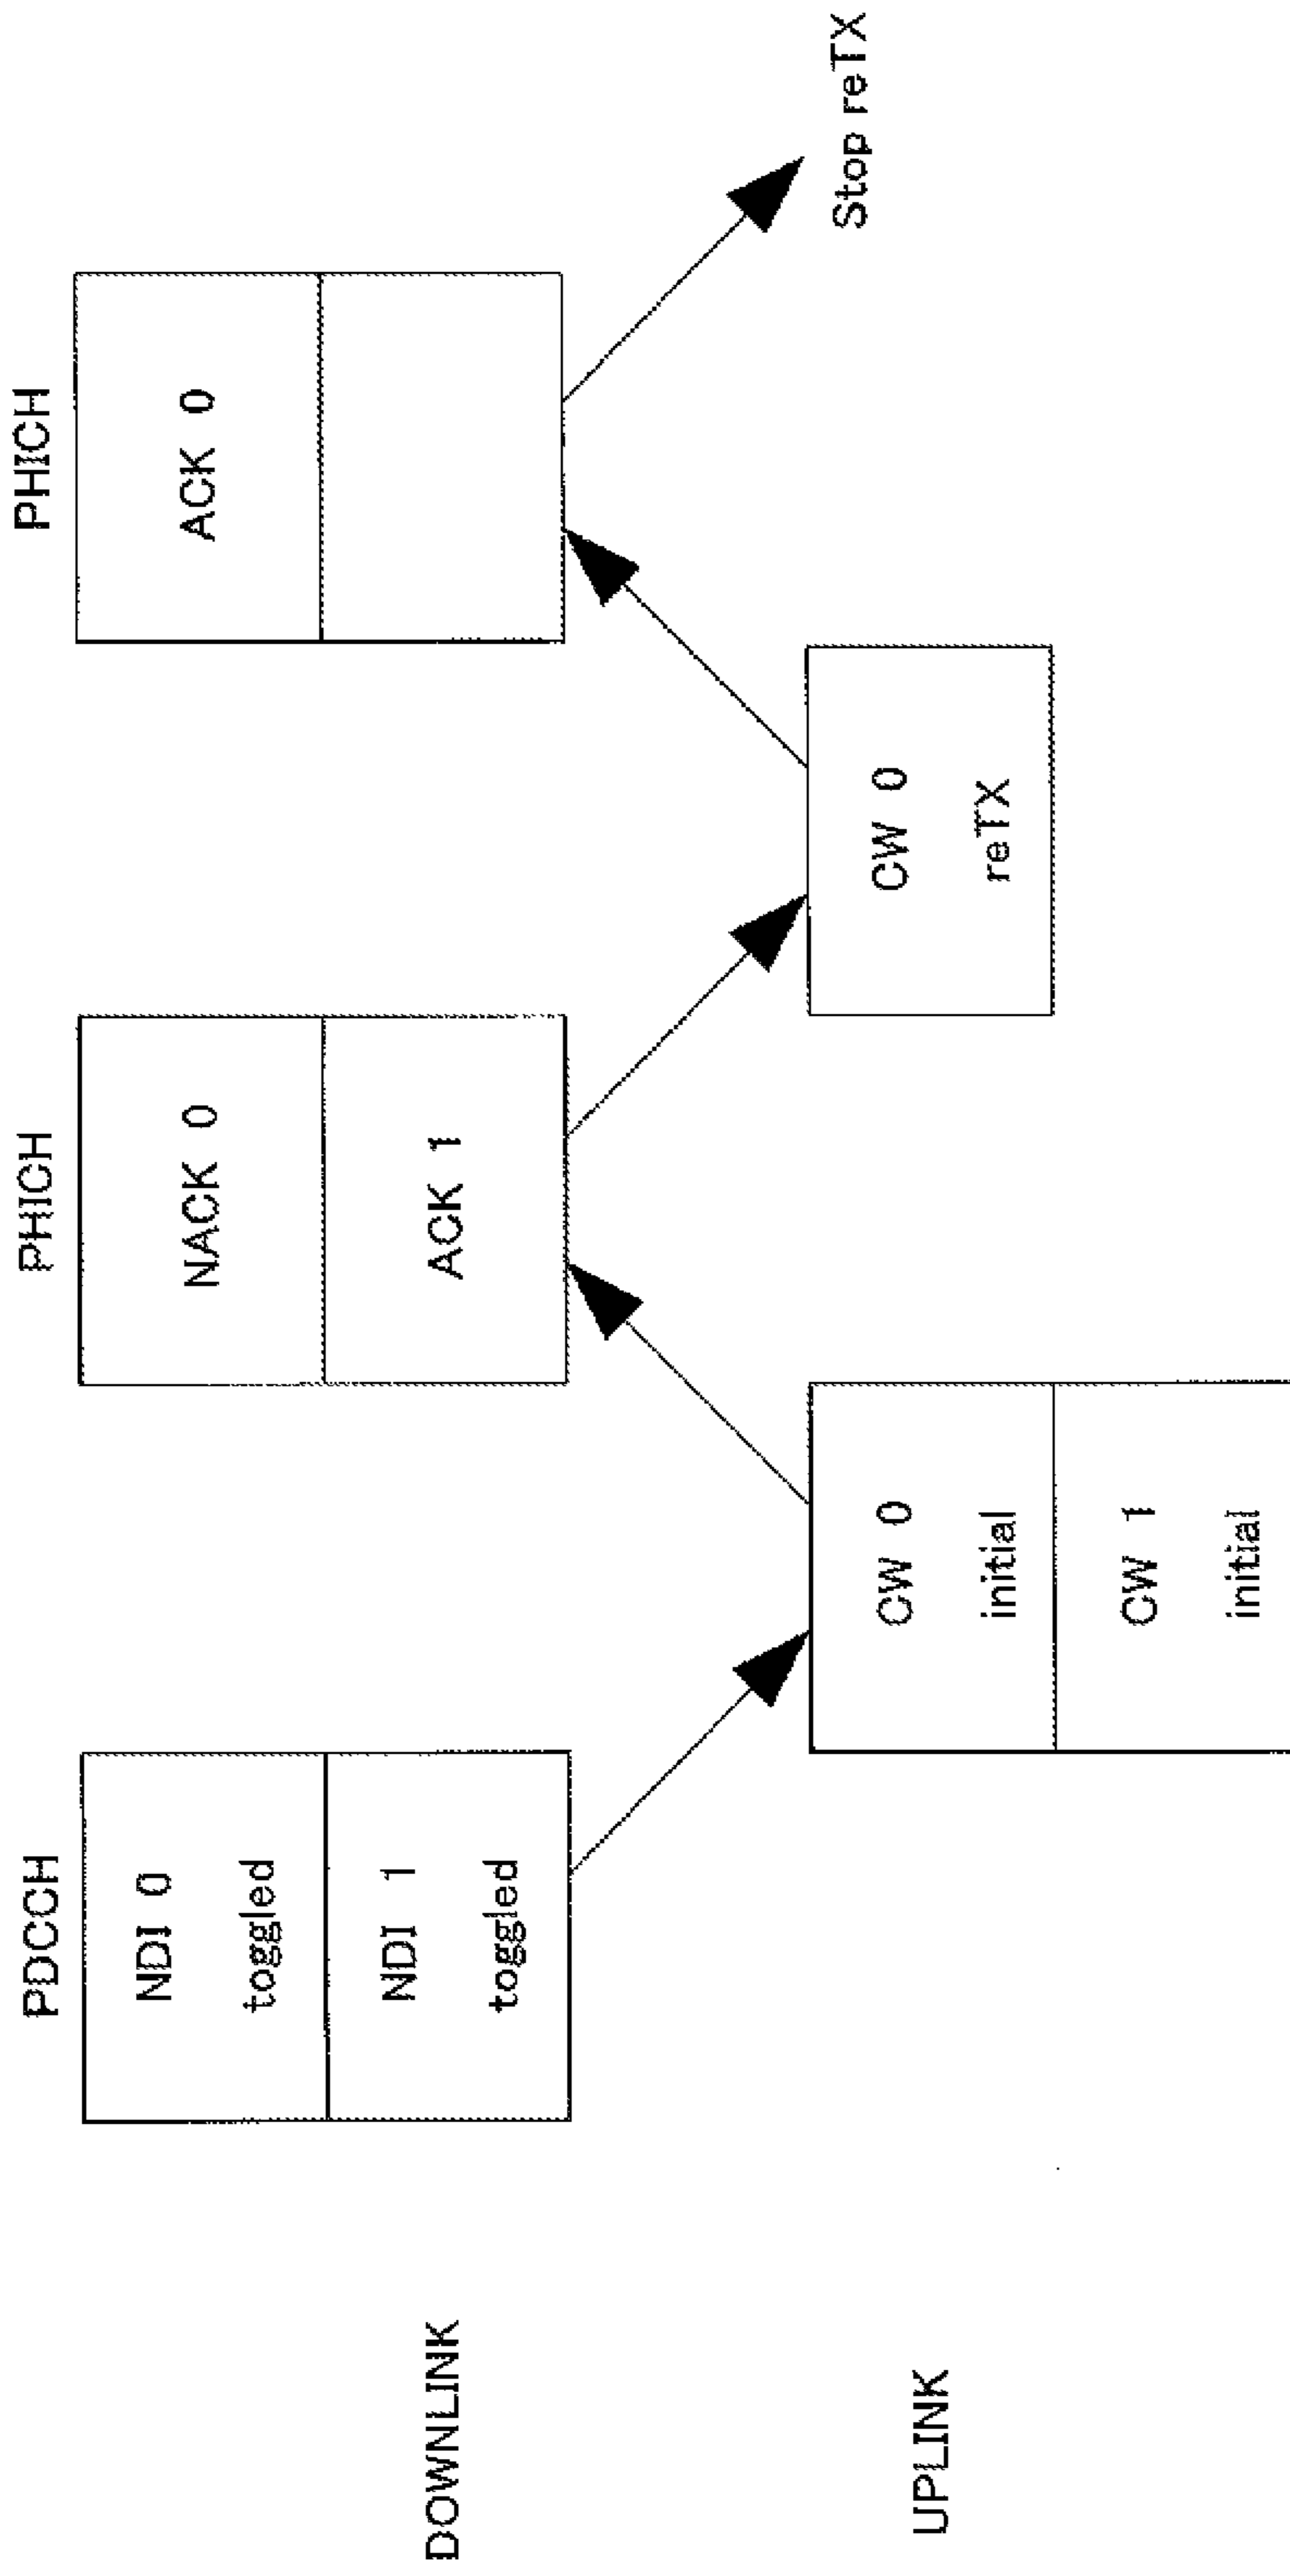 PDCCH
PHICH
PHICH
NDI 0
toggled
NDI 1
toggled
NACK 0
ACK 1
ACK 0
DOWNLINK
UPLINK
CW 0
initial
CW 1
initial
CW 0
reTX
Stop reTX